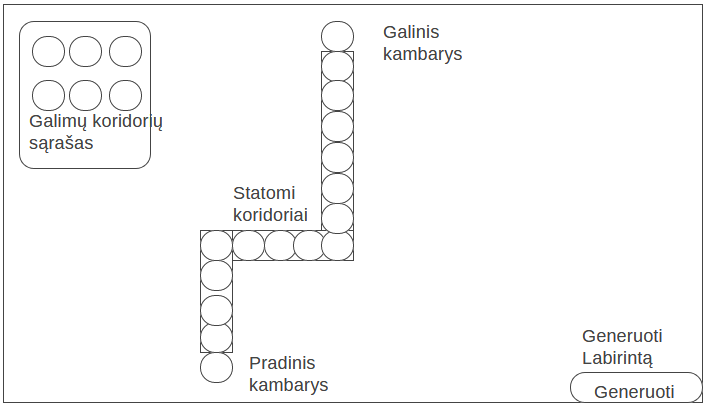 Galinis
kambarys
Galimų koridorių
sąrašas
Statomi
koridoriai
Pradinis
kambarys
Generuoti
Labirintą
Generuoti